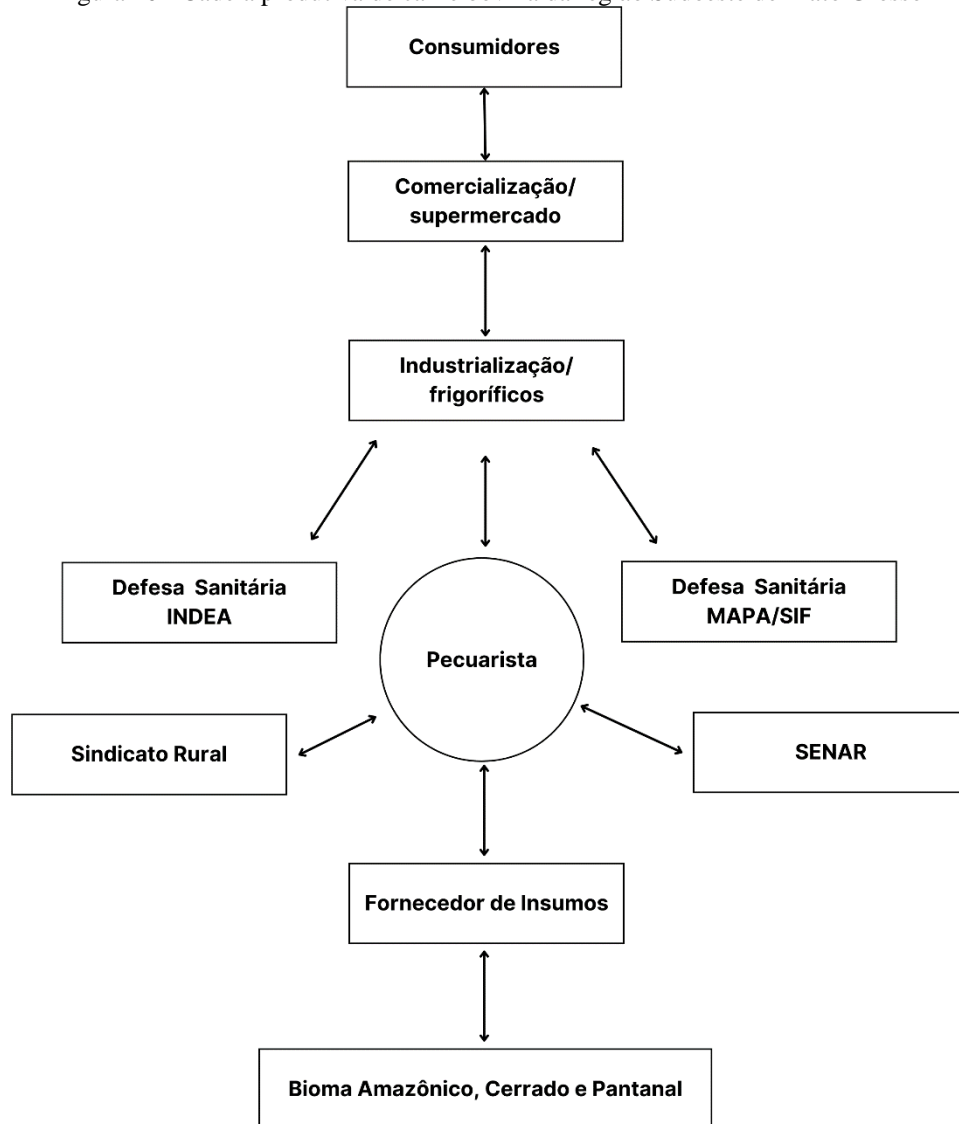 Consumidores
Comercialização/
supermercado
Industrialização/
frigoríficos
Defesa Sanitária
INDEA
Defesa Sanitária
MAPA/SIF
Pecuarista
Sindicato Rural
SENAR
Fornecedor de Insumos
Bioma Amazônico, Cerrado e Pantanal